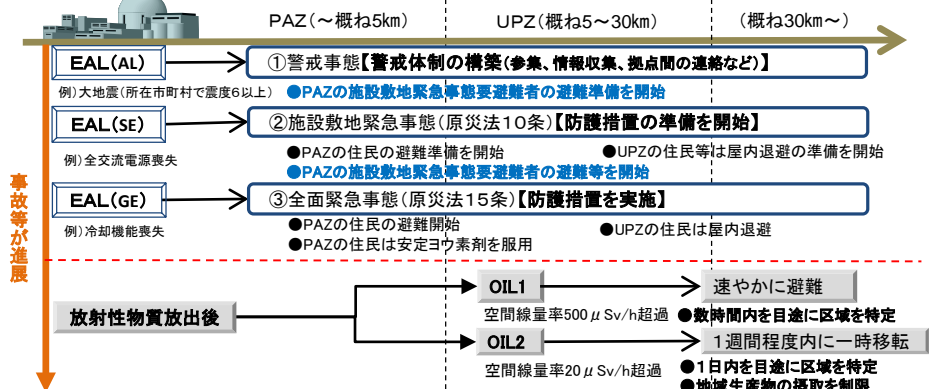 PAZ(～概ね5km)
UPZ(概ね5～30km)
(概ね30km～)
EAL(AL)
①警戒事態【警戒体制の構築(参集、情報収集、拠点間の連絡など)】
例)大地震(所在市町村で震度6以上)
●PAZの施設敷地緊急事態要避難者の避難準備を開始
EAL(SE)
②施設敷地緊急事態(原災法10条)【防護措置の準備を開始】
例)全交流電源喪失
●PAZの住民の避難準備を開始
●UPZの住民等は屋内退避の準備を開始
●PAZの施設敷地緊急事態要避難者の避難等を開始
EAL(GE)
③全面緊急事態(原災法15条)【防護措置を実施】
例)冷却機能喪失
●PAZの住民の避難開始
●UPZの住民は屋内退避
●PAZの住民は安定ヨウ素剤を服用
事故等が進展
放射性物質放出後
OIL1
速やかに避難
空間線量率500μSv/h超過
●数時間内を目途に区域を特定
OIL2
1週間程度内に一時移転
空間線量率20μSv/h超過
●1日内を目途に区域を特定
●地域生産物の摂取を制限